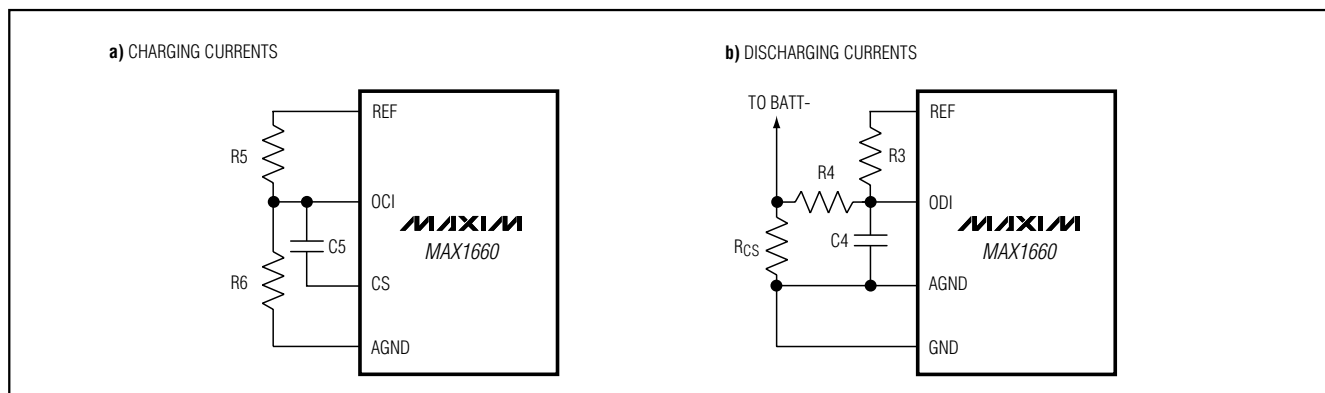 a) CHARGING CURRENTS
REF
R5
OCI
C5
MAXIM
MAX1660
R6
CS
AGND
b) DISCHARGING CURRENTS
TO BATT-
REF
R3
R4
ODI
C4
MAXIM
MAX1660
RCS
AGND
GND